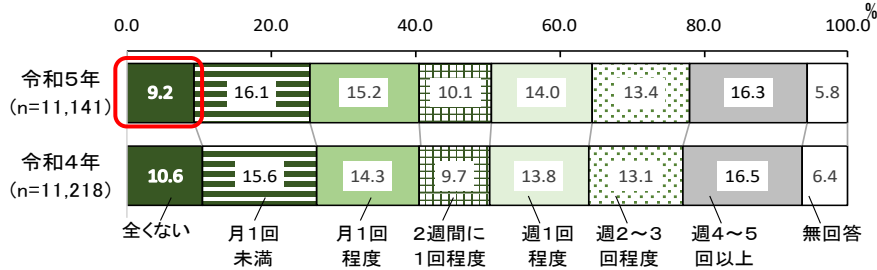 %
0.0 20.0 40.0 60.0 80.0 100.0
令和5年
(n=11,141)
9.2 16.1 15.2 10.1 14.0 13.4 16.3 5.8
令和4年
(n=11,218)
10.6 15.6 14.3 9.7 13.8 13.1 16.5 6.4
全くない
月1回
未満
月1回
程度
2週間に
1回程度
週1回
程度
週2～3
回程度
週4～5
回以上
無回答